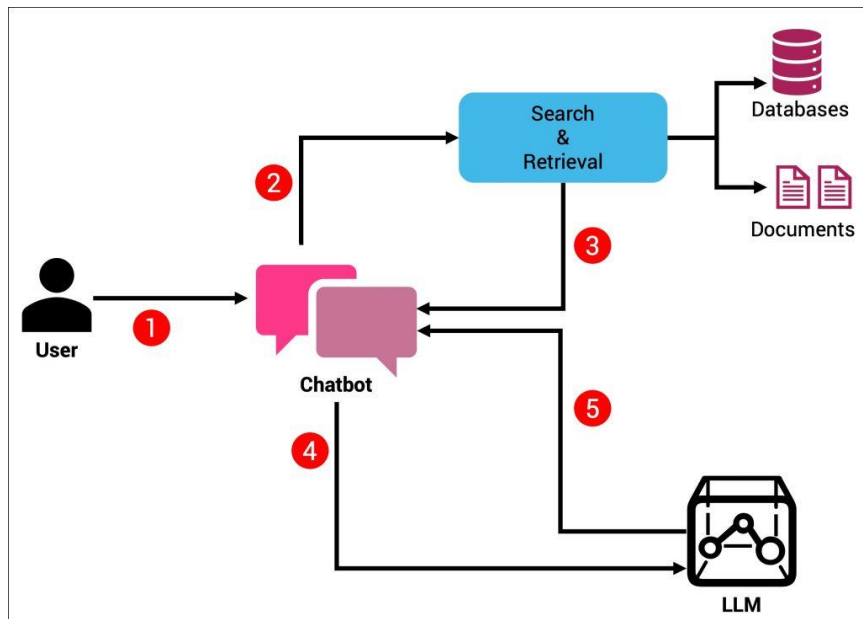 Search
&
Retrieval
Databases
Documents
2
3
1
User
Chatbot
4
5
LLM